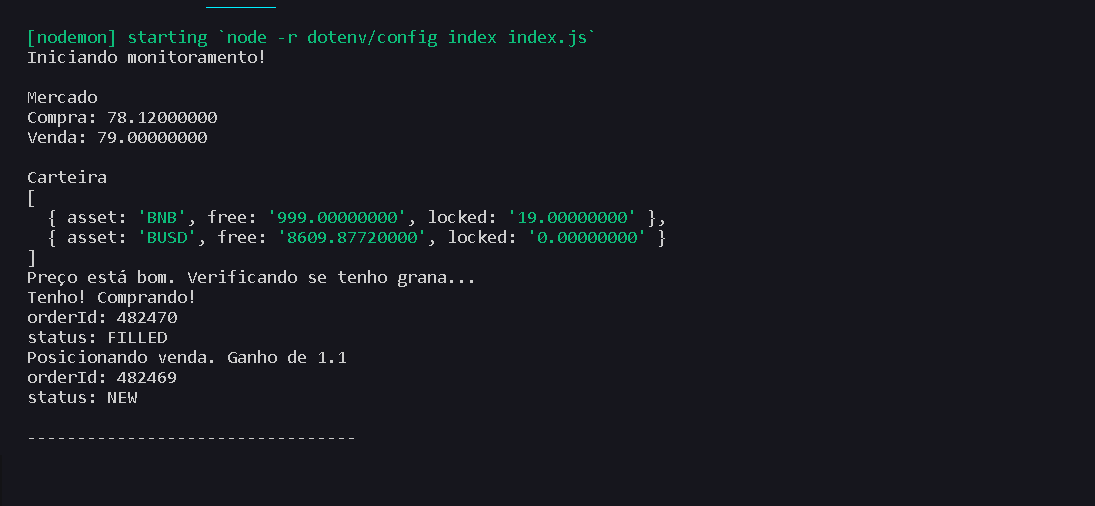 [nodemon] starting `node -r dotenv/config index index.js`
Iniciando monitoramento!
Mercado
Compra: 78.12000000
Venda: 79.00000000
Carteira
[
  { asset: 'BNB', free: '999.00000000', locked: '19.00000000' },
  { asset: 'BUSD', free: '8609.87720000', locked: '0.00000000' }
]
Preço está bom. Verificando se tenho grana...
Tenho! Comprando!
orderId: 482470
status: FILLED
Posicionando venda. Ganho de 1.1
orderId: 482469
status: NEW
---------------------------------